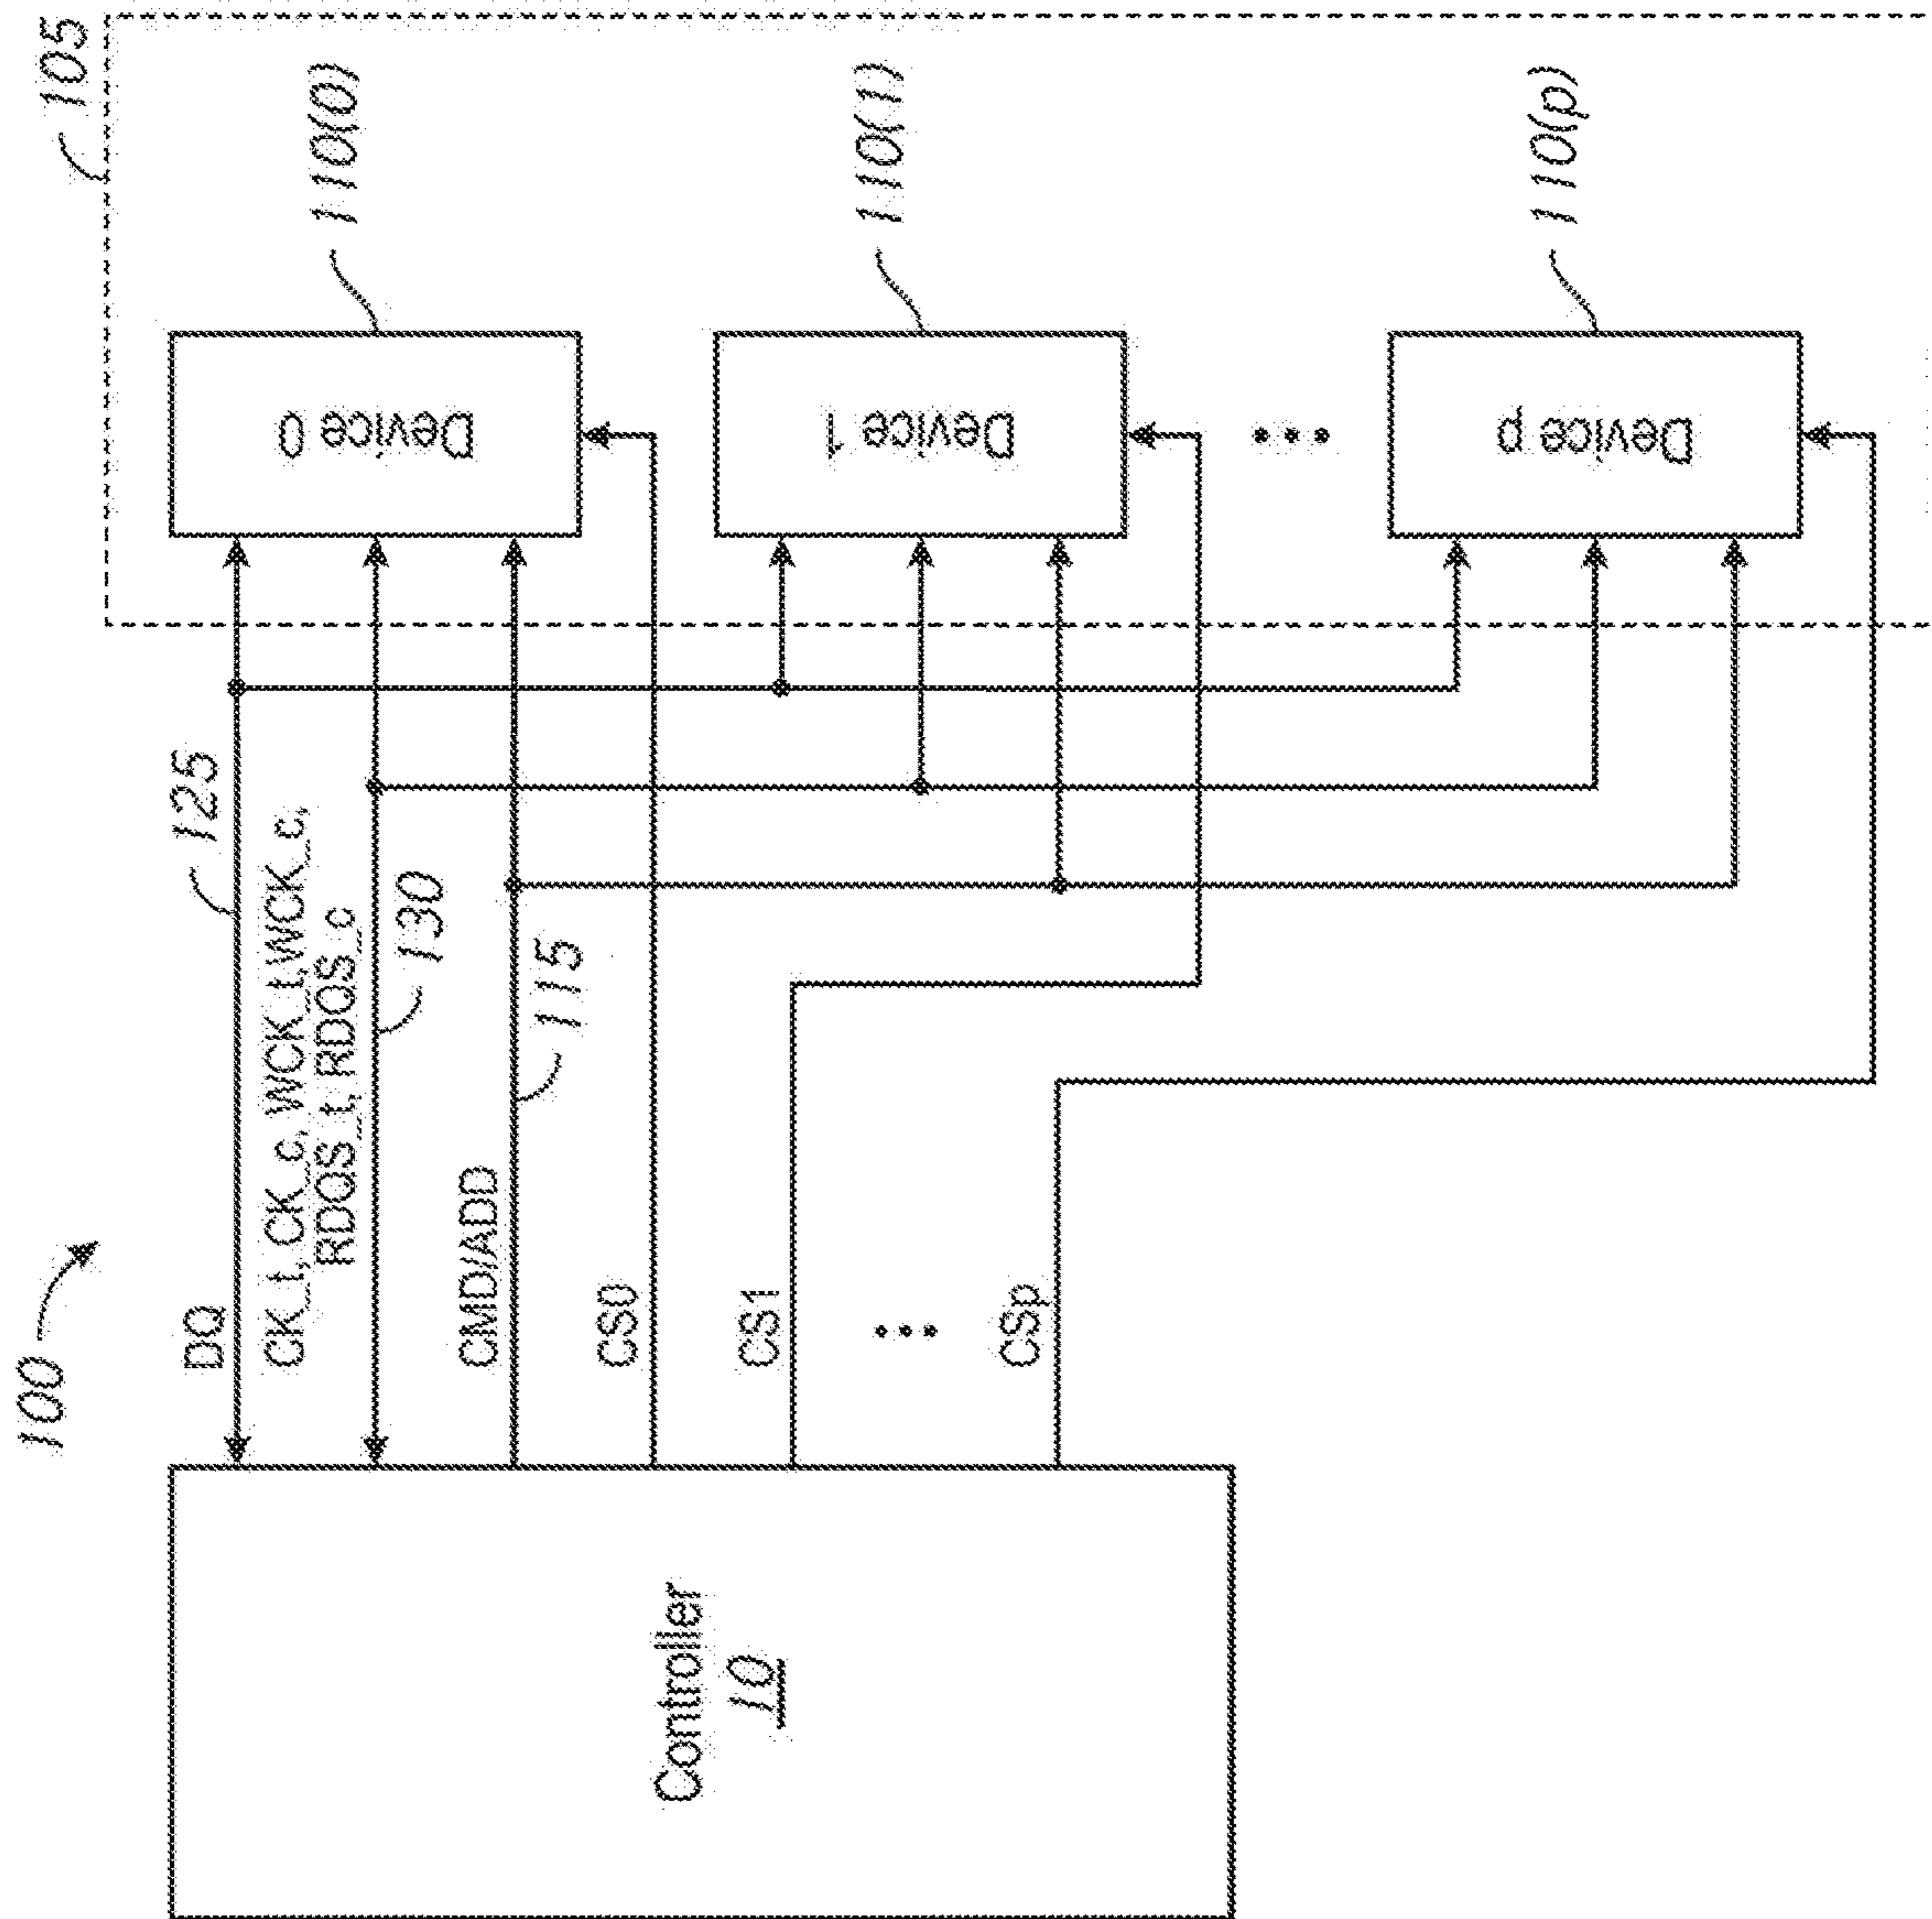 100
105
DQ
125
CK_t, CK_c, WCK_t,WCK_c,
RDQS_t, RDQS_c
130
CMD/ADD
115
CS0
CS1
CSp
Controller
10
Device 0
110(0)
Device 1
110(1)
Device p
110(p)